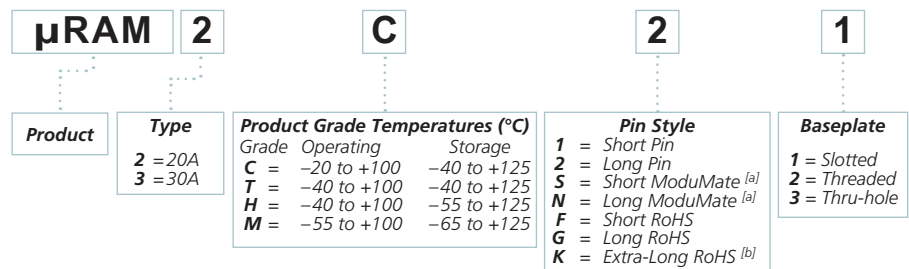 µRAM 2 C 2 1
Product
Type
2 =20A
3 =30A
Product Grade Temperatures (°C)
Grade Operating Storage
C = –20 to +100 –40 to +125
T = –40 to +100 –40 to +125
H = –40 to +100 –55 to +125
M = –55 to +100 –65 to +125
Pin Style
1 = Short Pin
2 = Long Pin
S = Short ModuMate [a]
N = Long ModuMate [a]
F = Short RoHS
G = Long RoHS
K = Extra-Long RoHS [b]
Baseplate
1 = Slotted
2 = Threaded
3 = Thru-hole